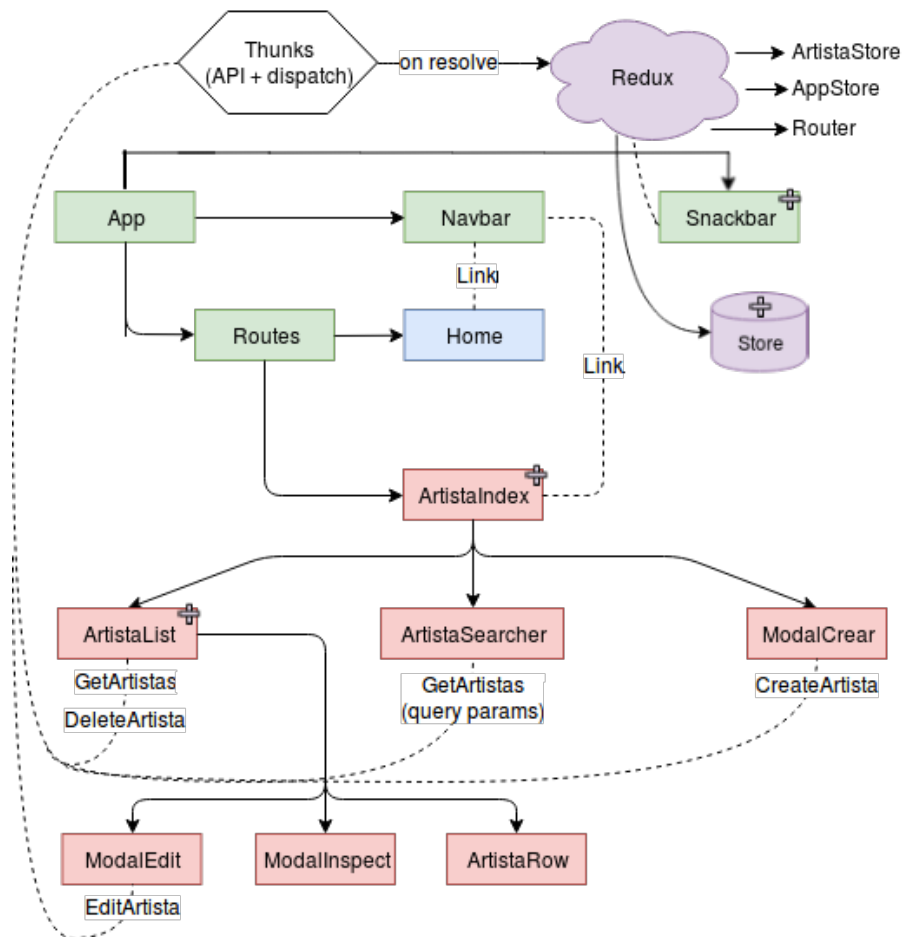 Thunks
(API + dispatch)
on resolve
Redux
ArtistaStore
AppStore
Router
App
Navbar
Snackbar
Link
Routes
Home
Store
Link
ArtistaIndex
ArtistaList
ArtistaSearcher
ModalCrear
GetArtistas
DeleteArtista
GetArtistas
(query params)
CreateArtista
ModalEdit
ModalInspect
ArtistaRow
EditArtista